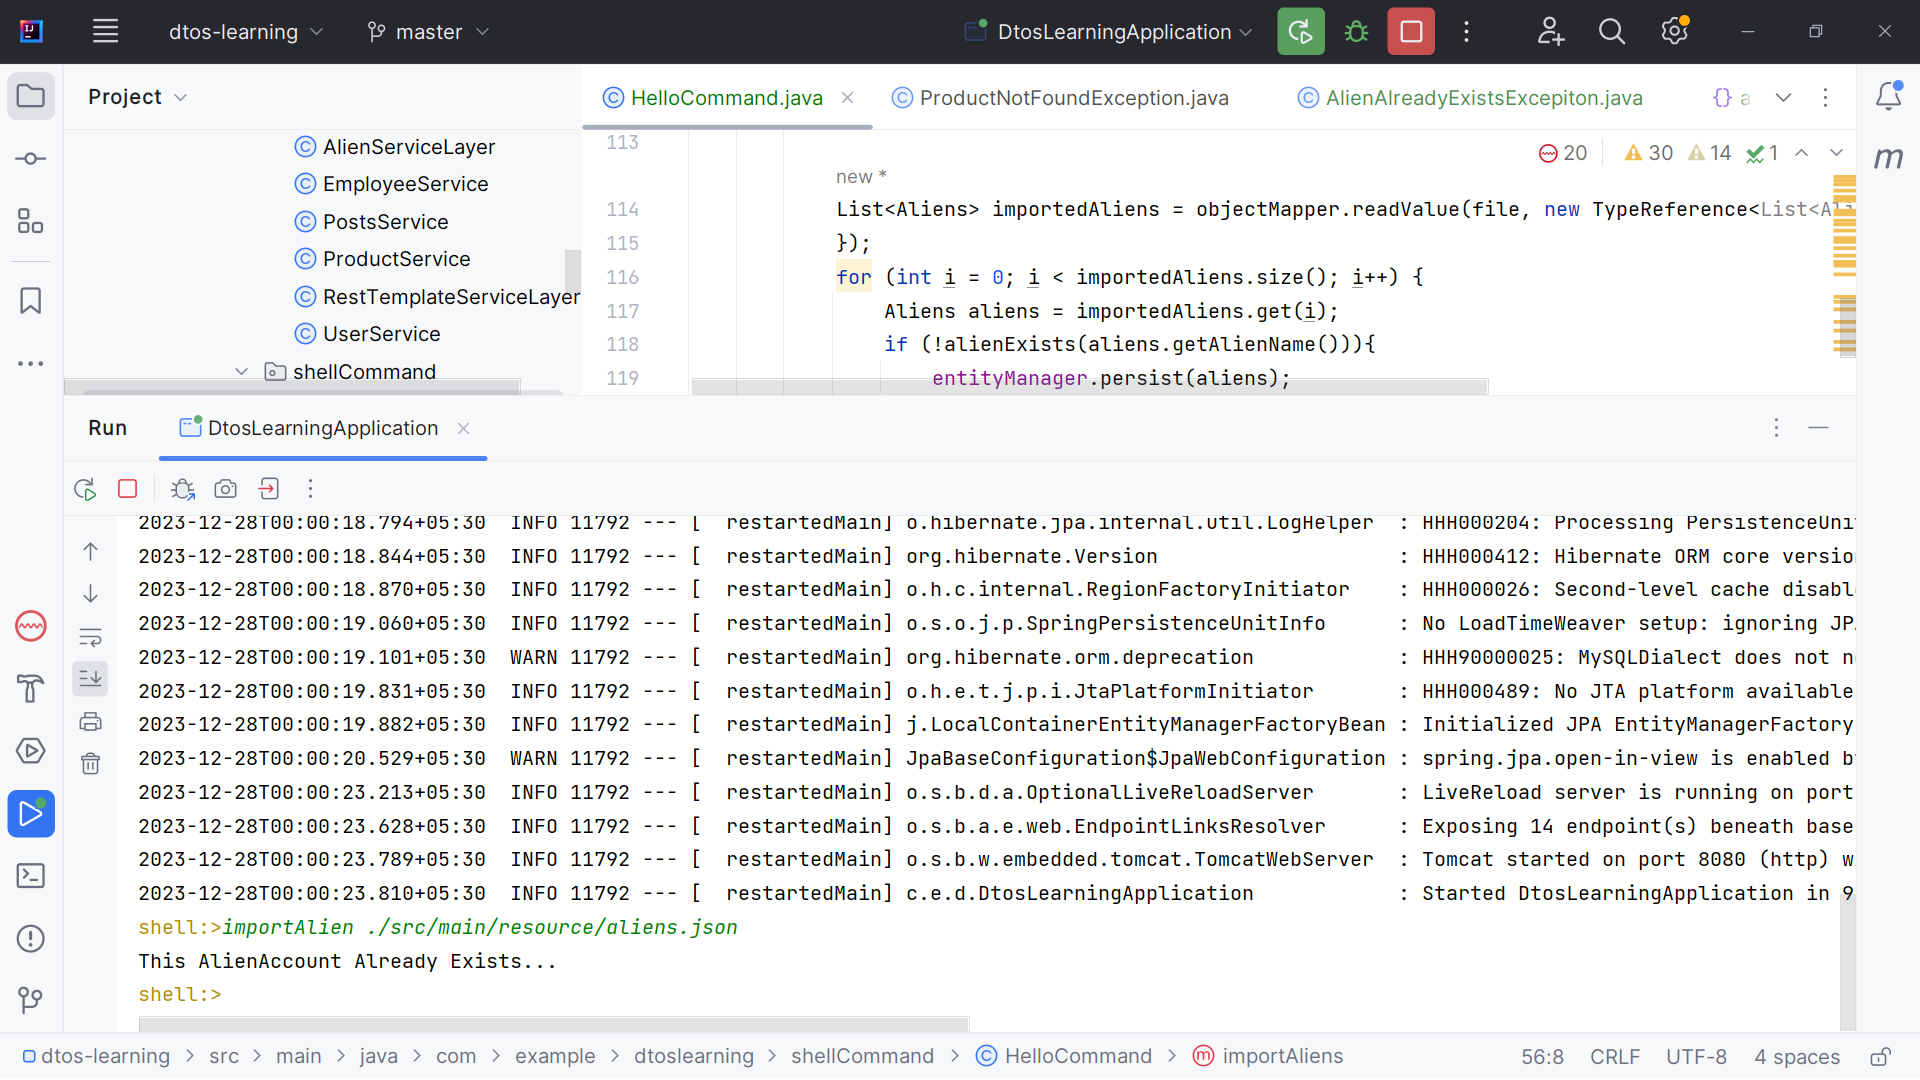 dtos-learning
master
DtosLearningApplication
Project
HelloCommand.java
ProductNotFoundException.java
AlienAlreadyExistsExcepiton.java
a
AlienServiceLayer
EmployeeService
PostsService
ProductService
RestTemplateServiceLayer
UserService
shellCommand
20 30 14 1
113
new *
114 List<Aliens> importedAliens = objectMapper.readValue(file, new TypeReference<List<Ali
115 });
116 for (int i = 0; i < importedAliens.size(); i++) {
117 Aliens aliens = importedAliens.get(i);
118 if (!alienExists(aliens.getAlienName())){
119 entityManager.persist(aliens);
Run
DtosLearningApplication
2023-12-28T00:00:18.794+05:30  INFO 11792 --- [  restartedMain] o.hibernate.jpa.internal.util.LogHelper  : HHH000204: Processing PersistenceUni
2023-12-28T00:00:18.844+05:30  INFO 11792 --- [  restartedMain] org.hibernate.Version                    : HHH000412: Hibernate ORM core versio
2023-12-28T00:00:18.870+05:30  INFO 11792 --- [  restartedMain] o.h.c.internal.RegionFactoryInitiator    : HHH000026: Second-level cache disabl
2023-12-28T00:00:19.060+05:30  INFO 11792 --- [  restartedMain] o.s.o.j.p.SpringPersistenceUnitInfo      : No LoadTimeWeaver setup: ignoring JPA
2023-12-28T00:00:19.101+05:30  WARN 11792 --- [  restartedMain] org.hibernate.orm.deprecation            : HHH90000025: MySQLDialect does not n
2023-12-28T00:00:19.831+05:30  INFO 11792 --- [  restartedMain] o.h.e.t.j.p.i.JtaPlatformInitiator       : HHH000489: No JTA platform available
2023-12-28T00:00:19.882+05:30  INFO 11792 --- [  restartedMain] j.LocalContainerEntityManagerFactoryBean : Initialized JPA EntityManagerFactory
2023-12-28T00:00:20.529+05:30  WARN 11792 --- [  restartedMain] JpaBaseConfiguration$JpaWebConfiguration : spring.jpa.open-in-view is enabled b
2023-12-28T00:00:23.213+05:30  INFO 11792 --- [  restartedMain] o.s.b.d.a.OptionalLiveReloadServer       : LiveReload server is running on port
2023-12-28T00:00:23.628+05:30  INFO 11792 --- [  restartedMain] o.s.b.a.e.web.EndpointLinksResolver      : Exposing 14 endpoint(s) beneath base
2023-12-28T00:00:23.789+05:30  INFO 11792 --- [  restartedMain] o.s.b.w.embedded.tomcat.TomcatWebServer  : Tomcat started on port 8080 (http) w
2023-12-28T00:00:23.810+05:30  INFO 11792 --- [  restartedMain] c.e.d.DtosLearningApplication            : Started DtosLearningApplication in 9
shell:>importAlien ./src/main/resource/aliens.json
This AlienAccount Already Exists...
shell:>
dtos-learning > src > main > java > com > example > dtoslearning > shellCommand > HelloCommand > importAliens
56:8 CRLF UTF-8 4 spaces